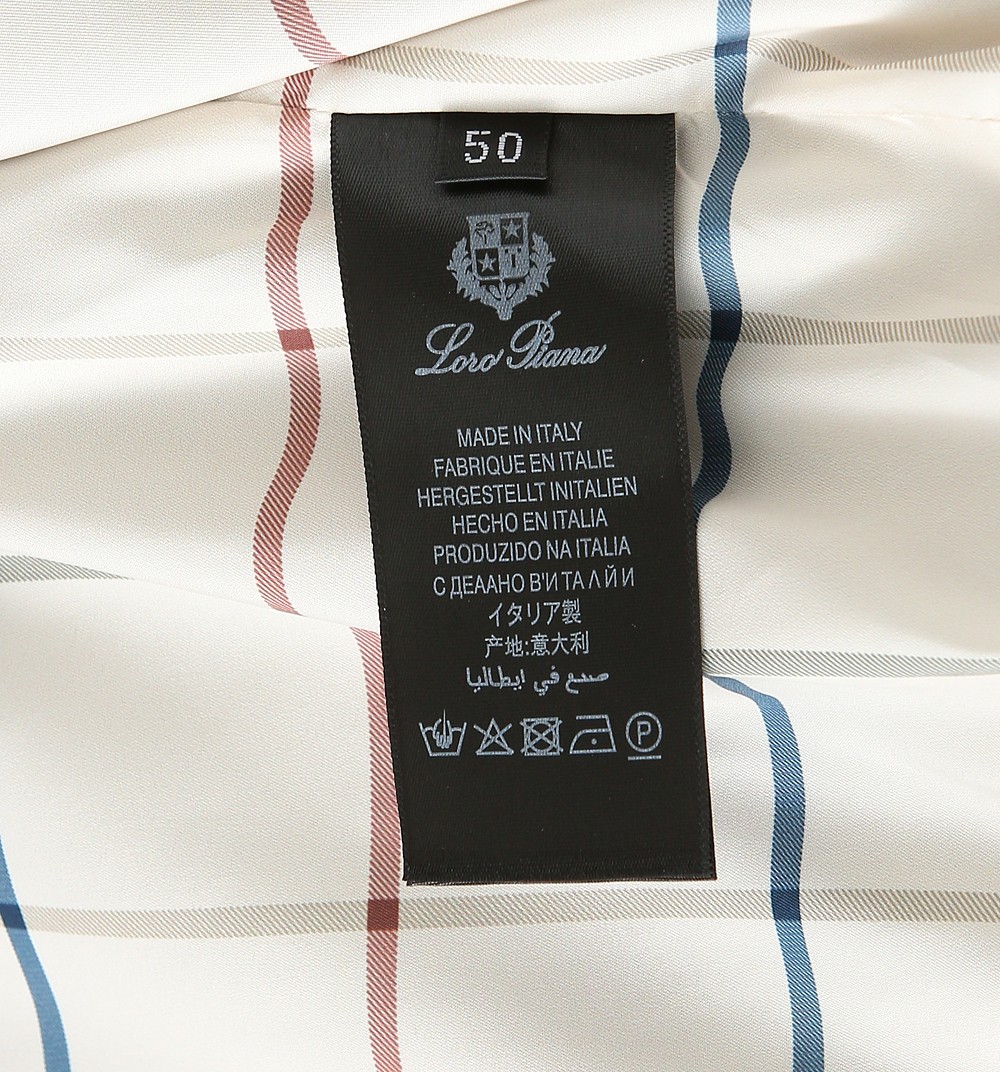 50
Loro Piana
MADE IN ITALY
FABRIQUE EN ITALIE
HERGESTELLT INITALIEN
HECHO EN ITALIA
PRODUZIDO NA ITALIA
С ДЕААНО В'ИТАЛЙИ
イタリア製
产地:意大利
صنع في ايطاليا
P